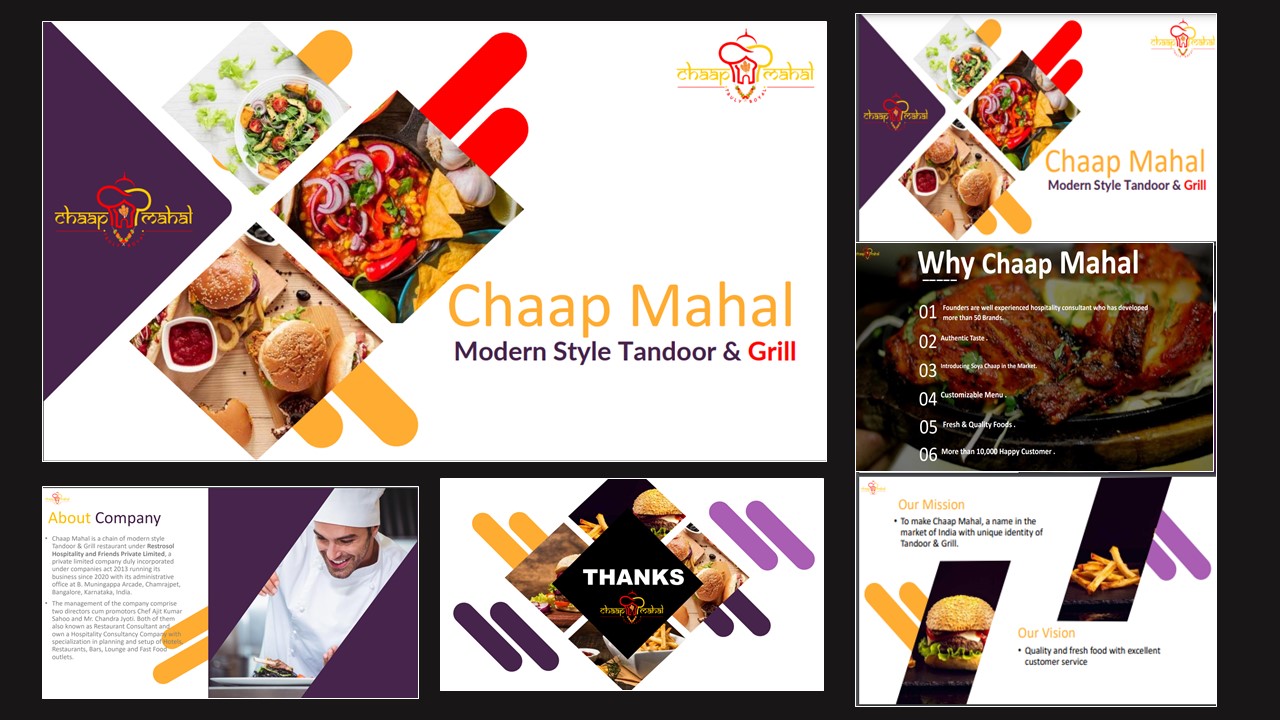 chaap mahal
TRULY ROYAL
chaap mahal
TRULY ROYAL
Chaap Mahal
Modern Style Tandoor & Grill
chaap mahal
chaap mahal
Chaap Mahal
Modern Style Tandoor & Grill
Why Chaap Mahal
01 Founders are well experienced hospitality consultant who has developed
more than 50 Brands.
02 Authentic Taste .
03 Introducing Soya Chaap in the Market.
04 Customizable Menu .
05 Fresh & Quality Foods .
06 More than 10,000 Happy Customer .
About Company
• Chaap Mahal is a chain of modern style
Tandoor & Grill restaurant under Restrosol
Hospitality and Friends Private Limited, a
private limited company duly incorporated
under companies act 2013 running its
business since 2020 with its administrative
office at B. Muningappa Arcade, Chamrajpet,
Bangalore, Karnataka, India.
• The management of the company comprise
two directors cum promotors Chef Ajit Kumar
Sahoo and Mr. Chandra Jyoti. Both of them
also known as Restaurant Consultant and
own a Hospitality Consultancy Company with
specialization in planning and setup of Hotels,
Restaurants, Bars, Lounge and Fast Food
outlets.
THANKS
chaap mahal
Our Mission
• To make Chaap Mahal, a name in the
market of India with unique identity of
Tandoor & Grill.
Our Vision
• Quality and fresh food with excellent
customer service